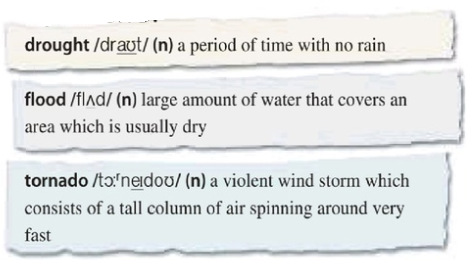 drought /draʊt/ (n) a period of time with no rain
flood /flʌd/ (n) large amount of water that covers an
area which is usually dry
tornado /tɔːʳneɪdoʊ/ (n) a violent wind storm which
consists of a tall column of air spinning around very
fast